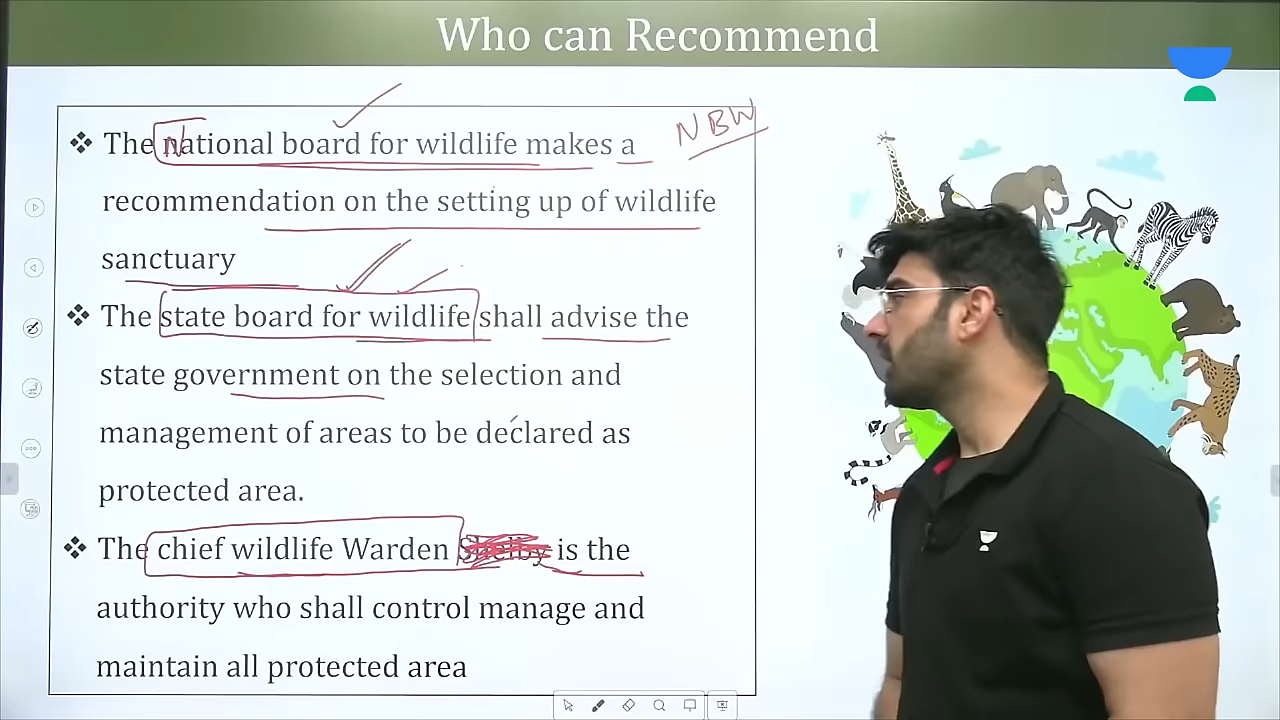 Who can Recommend
❖ The national board for wildlife makes a
NBW
recommendation on the setting up of wildlife
sanctuary
❖ The state board for wildlife shall advise the
state government on the selection and
management of areas to be declared as
protected area.
❖ The chief wildlife Warden is the
authority who shall control manage and
maintain all protected area